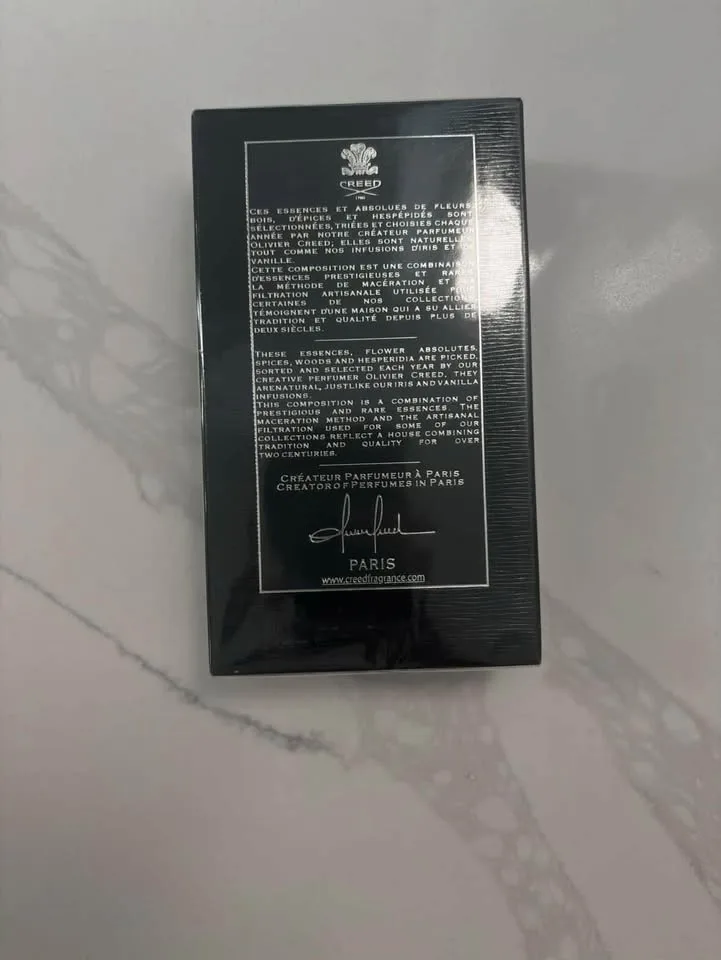 CREED
1760
CES ESSENCES ET ABSOLUES DE FLEURS,
BOIS, D'ÉPICES ET HESPÉPIDÉS SONT
SÉLECTIONNÉES, TRIÉES ET CHOISIES CHAQUE
ANNÉE PAR NOTRE CRÉATEUR PARFUMEUR
OLIVIER CREED; ELLES SONT NATURELLES
TOUT COMME NOS INFUSIONS D'IRIS ET DE
VANILLE.
CETTE COMPOSITION EST UNE COMBINAISON
D'ESSENCES PRESTIGIEUSES ET RARES
LA MÉTHODE DE MACÉRATION ET LA
FILTRATION ARTISANALE UTILISÉE POUR
CERTAINES DE NOS COLLECTIONS
TÉMOIGNENT D'UNE MAISON QUI A SU ALLIER
TRADITION ET QUALITÉ DEPUIS PLUS DE
DEUX SIÈCLES.
THESE ESSENCES, FLOWER ABSOLUTES,
SPICES, WOODS AND HESPERIDIA ARE PICKED,
SORTED AND SELECTED EACH YEAR BY OUR
CREATIVE PERFUMER OLIVIER CREED. THEY
ARENATURAL, JUSTLIKE OUR IRIS AND VANILLA
INFUSIONS.
THIS COMPOSITION IS A COMBINATION OF
PRESTIGIOUS AND RARE ESSENCES. THE
MACERATION METHOD AND THE ARTISANAL
FILTRATION USED FOR SOME OF OUR
COLLECTIONS REFLECT A HOUSE COMBINING
TRADITION AND QUALITY FOR OVER
TWO CENTURIES.
CRÉATEUR PARFUMEUR À PARIS
CREATOR OF PERFUMES IN PARIS
PARIS
www.creedfragrance.com